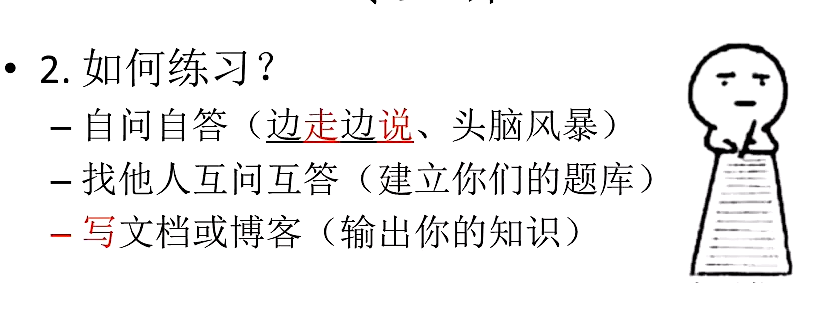 • 2. 如何练习？
– 自问自答（边走边说、头脑风暴）
– 找他人互问互答（建立你们的题库）
– 写文档或博客（输出你的知识）